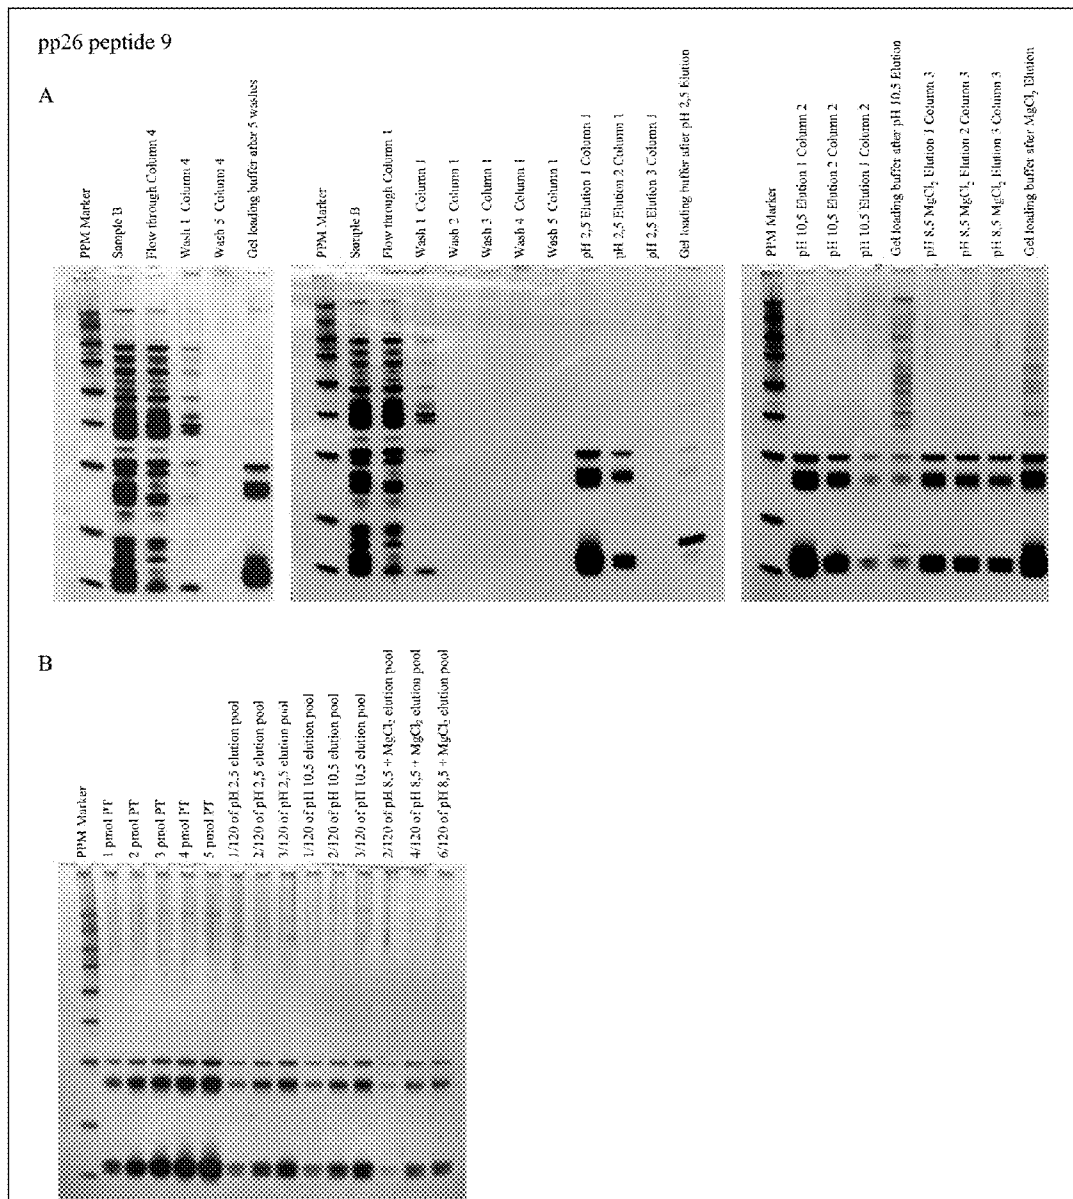 pp26 peptide 9
A
PPM Marker
Sample B
Flow through Column 4
Wash 1 Column 4
Wash 5 Column 4
Gel loading buffer after 5 washes
PPM Marker
Sample B
Flow through Column 1
Wash 1 Column 1
Wash 2 Column 1
Wash 3 Column 1
Wash 4 Column 1
Wash 5 Column 1
pH 2,5 Elution 1 Column 1
pH 2,5 Elution 2 Column 1
pH 2,5 Elution 3 Column 1
Gel loading buffer after pH 2,5 Elution
PPM Marker
pH 10,5 Elution 1 Column 2
pH 10,5 Elution 2 Column 2
pH 10,5 Elution 1 Column 2
Gel loading buffer after pH 10,5 Elution
pH 8,5 MgCl₂ Elution 1 Column 3
pH 8,5 MgCl₂ Elution 2 Column 3
pH 8,5 MgCl₂ Elution 3 Column 3
Gel loading buffer after MgCl₂ Elution
B
PPM Marker
1 pmol PT
2 pmol PT
3 pmol PT
4 pmol PT
5 pmol PT
1/120 of pH 2,5 elution pool
2/120 of pH 2,5 elution pool
3/120 of pH 2,5 elution pool
1/120 of pH 10,5 elution pool
2/120 of pH 10,5 elution pool
3/120 of pH 10,5 elution pool
2/120 of pH 8,5 + MgCl₂ elution pool
4/120 of pH 8,5 + MgCl₂ elution pool
6/120 of pH 8,5 + MgCl₂ elution pool